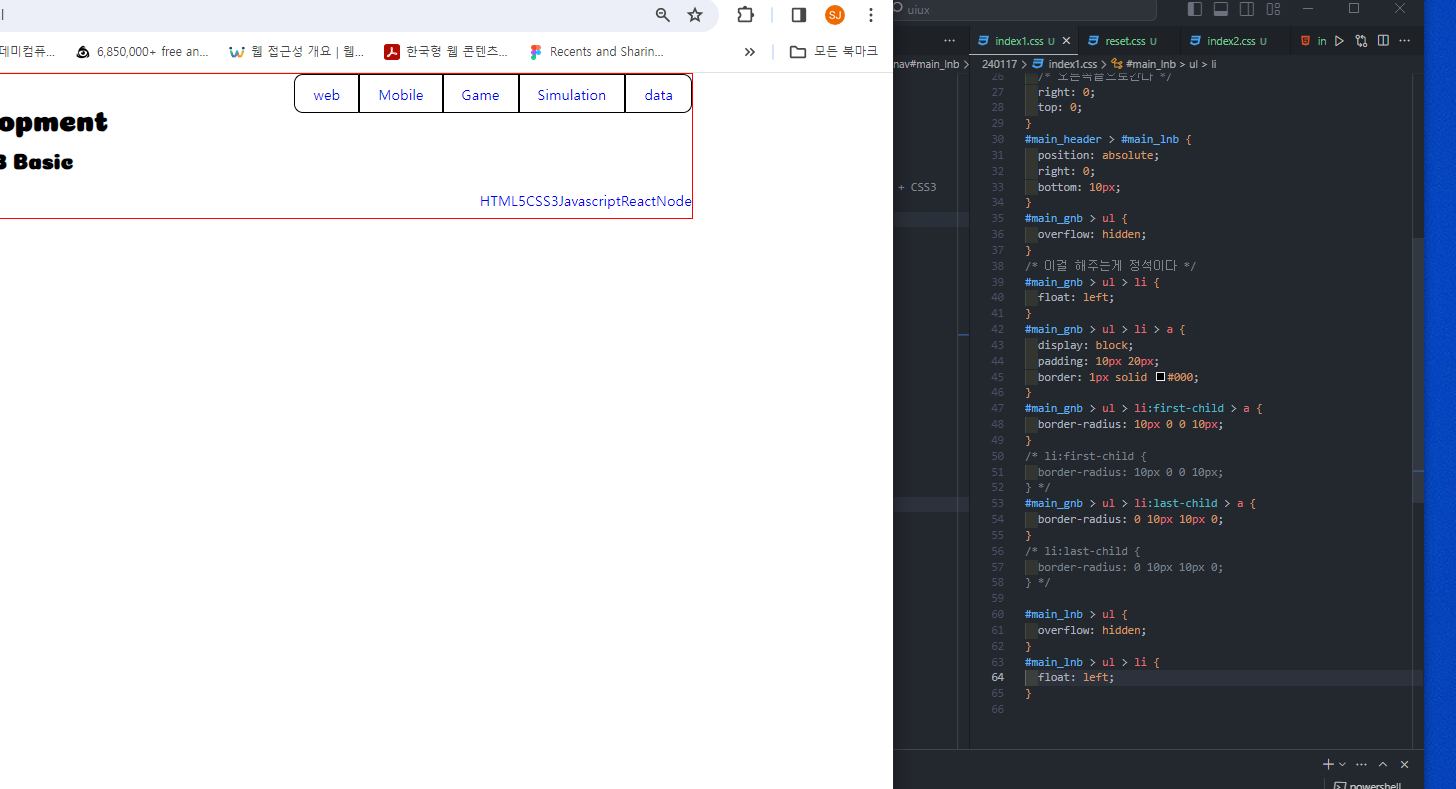 uiux
데미컴퓨...
6,850,000+ free an...
웹 접근성 개요 | 웹...
한국형 웹 콘텐츠...
Recents and Sharin...
»
모든 북마크
SJ
web
Mobile
Game
Simulation
data
opment
3 Basic
HTML5CSS3JavascriptReactNode
index1.css U
reset.css U
index2.css U
in
nav#main_lnb >
240117 > index1.css > #main_lnb > ul > li
+ CSS3
26 /* 오른쪽끝으로간다 */
27 right: 0;
28 top: 0;
29 }
30 #main_header > #main_lnb {
31 position: absolute;
32 right: 0;
33 bottom: 10px;
34 }
35 #main_gnb > ul {
36 overflow: hidden;
37 }
38 /* 이걸 해주는게 정석이다 */
39 #main_gnb > ul > li {
40 float: left;
41 }
42 #main_gnb > ul > li > a {
43 display: block;
44 padding: 10px 20px;
45 border: 1px solid #000;
46 }
47 #main_gnb > ul > li:first-child > a {
48 border-radius: 10px 0 0 10px;
49 }
50 /* li:first-child {
51 border-radius: 10px 0 0 10px;
52 } */
53 #main_gnb > ul > li:last-child > a {
54 border-radius: 0 10px 10px 0;
55 }
56 /* li:last-child {
57 border-radius: 0 10px 10px 0;
58 } */
59
60 #main_lnb > ul {
61 overflow: hidden;
62 }
63 #main_lnb > ul > li {
64 float: left;
65 }
66
powershell